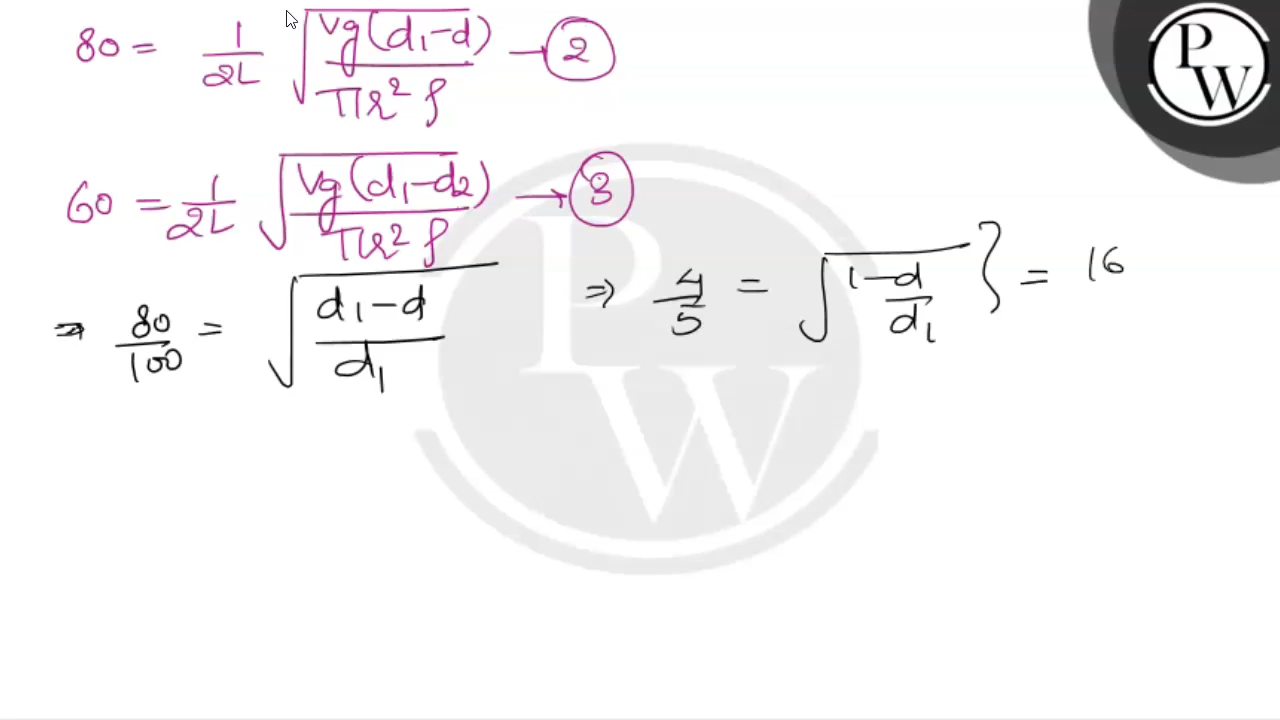 80 = 1/2L √(Vg(d₁-d)/πr²ρ) → 2
60 = 1/2L √(Vg(d₁-d₂)/πr²ρ) → 3
⇒ 80/100 = √(d₁-d/d₁) ⇒ 4/5 = √(1-d/d₁) } = 16
PW
PW